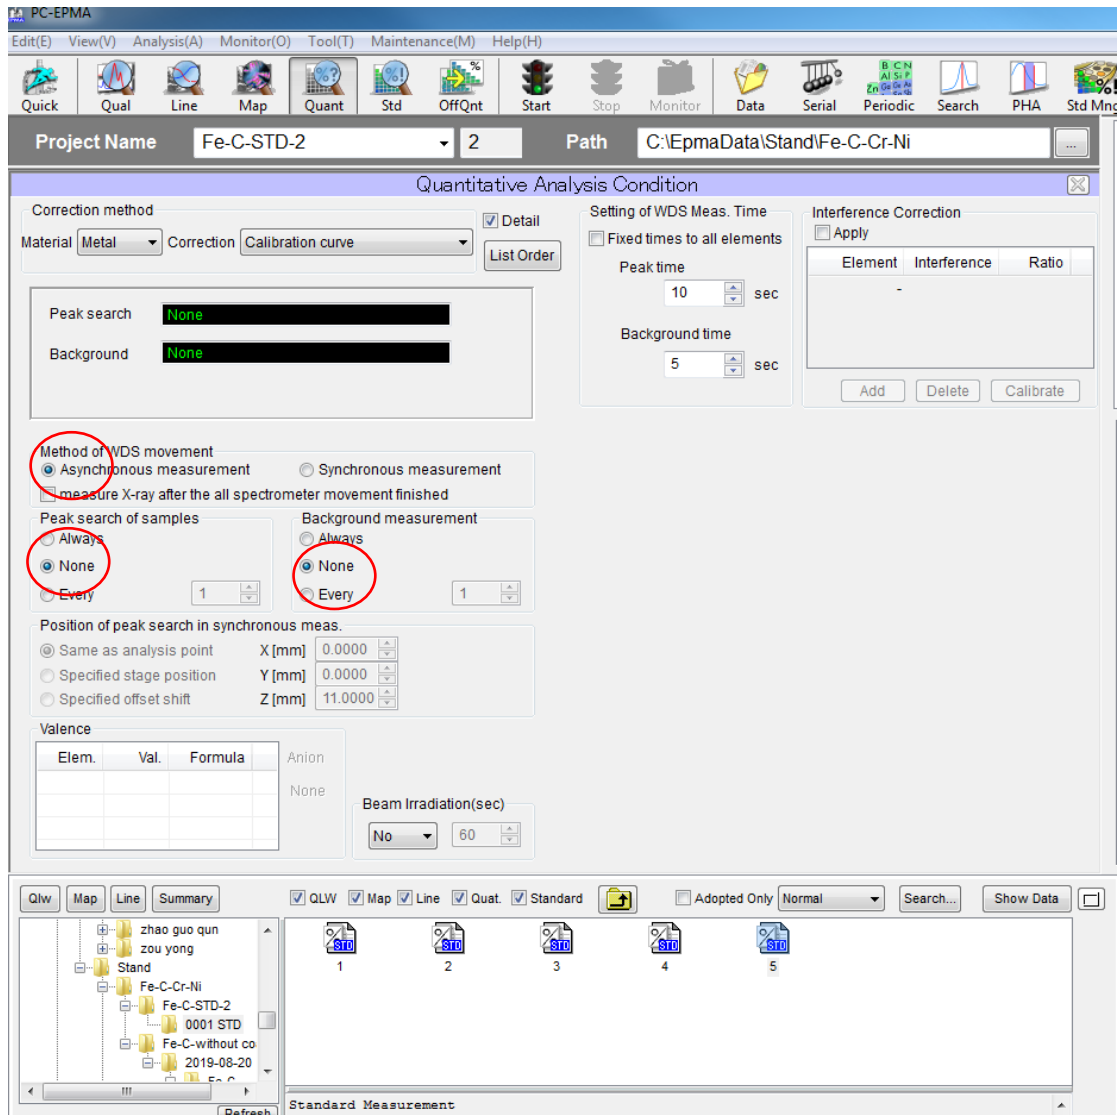 PC-EPMA
Edit(E) View(V) Analysis(A) Monitor(O) Tool(T) Maintenance(M) Help(H)
Quick Qual Line Map Quant Std OffQnt Start Stop Monitor Data Serial Periodic Search PHA Std Mng
Project Name Fe-C-STD-2 2 Path C:\EpmaData\Stand\Fe-C-Cr-Ni ...
Quantitative Analysis Condition
Correction method
Material Metal Correction Calibration curve
Detail
List Order
Peak search None
Background None
Setting of WDS Meas. Time
Fixed times to all elements
Peak time
10 sec
Background time
5 sec
Interference Correction
Apply
Element Interference Ratio
-
Add Delete Calibrate
Method of WDS movement
Asynchronous measurement Synchronous measurement
measure X-ray after the all spectrometer movement finished
Peak search of samples
Always
None
Every 1
Background measurement
Always
None
Every 1
Position of peak search in synchronous meas.
Same as analysis point X [mm] 0.0000
Specified stage position Y [mm] 0.0000
Specified offset shift Z [mm] 11.0000
Valence
Elem. Val. Formula
Anion
None
Beam Irradiation(sec)
No 60
Qlw Map Line Summary
QLW Map Line Quat. Standard Adopted Only Normal Search... Show Data
zhao guo qun
zou yong
Stand
Fe-C-Cr-Ni
Fe-C-STD-2
0001 STD
Fe-C-without co
2019-08-20
Fe-C
Refresh
STD STD STD STD STD
1 2 3 4 5
Standard Measurement